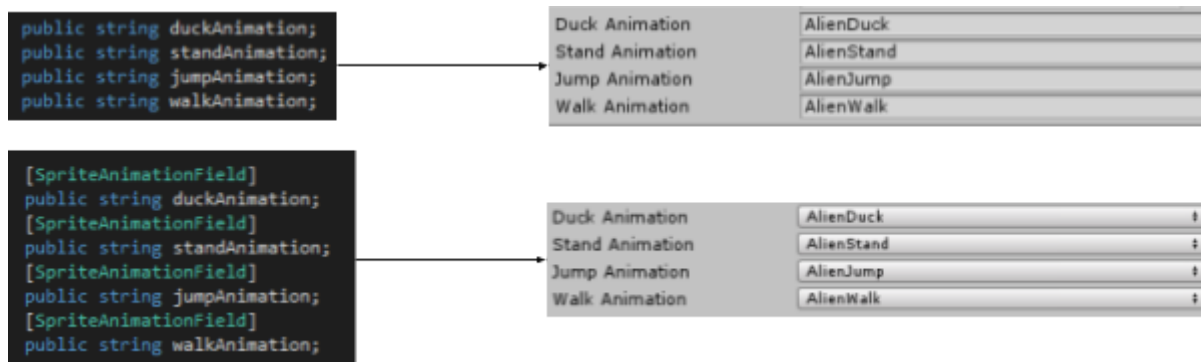 public string duckAnimation;
public string standAnimation;
public string jumpAnimation;
public string walkAnimation;
Duck Animation AlienDuck
Stand Animation AlienStand
Jump Animation AlienJump
Walk Animation AlienWalk
[SpriteAnimationField]
public string duckAnimation;
[SpriteAnimationField]
public string standAnimation;
[SpriteAnimationField]
public string jumpAnimation;
[SpriteAnimationField]
public string walkAnimation;
Duck Animation AlienDuck
Stand Animation AlienStand
Jump Animation AlienJump
Walk Animation AlienWalk